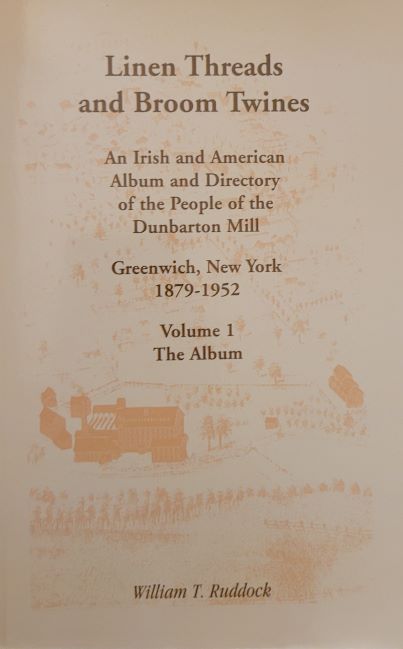 Linen Threads
and Broom Twines
An Irish and American
Album and Directory
of the People of the
Dunbarton Mill
Greenwich, New York
1879-1952
Volume 1
The Album
William T. Ruddock